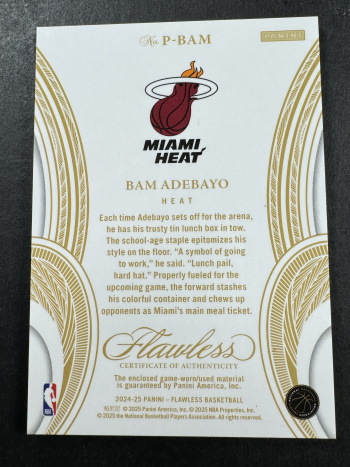 No. P-BAM
PANINI
MIAMI
HEAT
BAM ADEBAYO
HEAT
Each time Adebayo sets off for the arena,
he has his trusty tin lunch box in tow.
The school-age staple epitomizes his
style on the floor. “A symbol of going
to work,” he said. “Lunch pail,
hard hat.” Properly fueled for the
upcoming game, the forward stashes
his colorful container and chews up
opponents as Miami’s main meal ticket.
Flawless
CERTIFICATE OF AUTHENTICITY
The enclosed game-worn/used material
is guaranteed by Panini America, Inc.
2024-25 PANINI – FLAWLESS BASKETBALL
© 2025 Panini America, Inc. © 2025 NBA Properties, Inc.
© 2025 the National Basketball Players Association. All rights reserved.
NBA